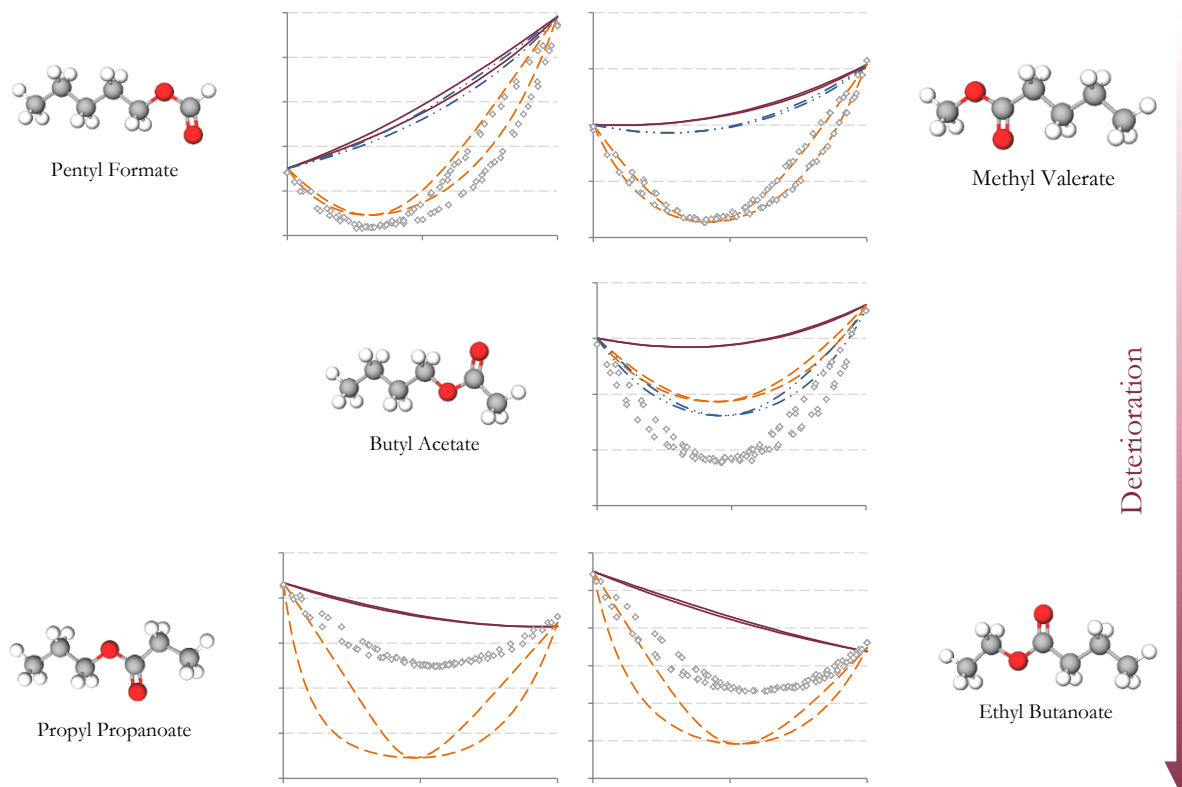 Pentyl Formate
Methyl Valerate
Butyl Acetate
Deterioration
Propyl Propanoate
Ethyl Butanoate